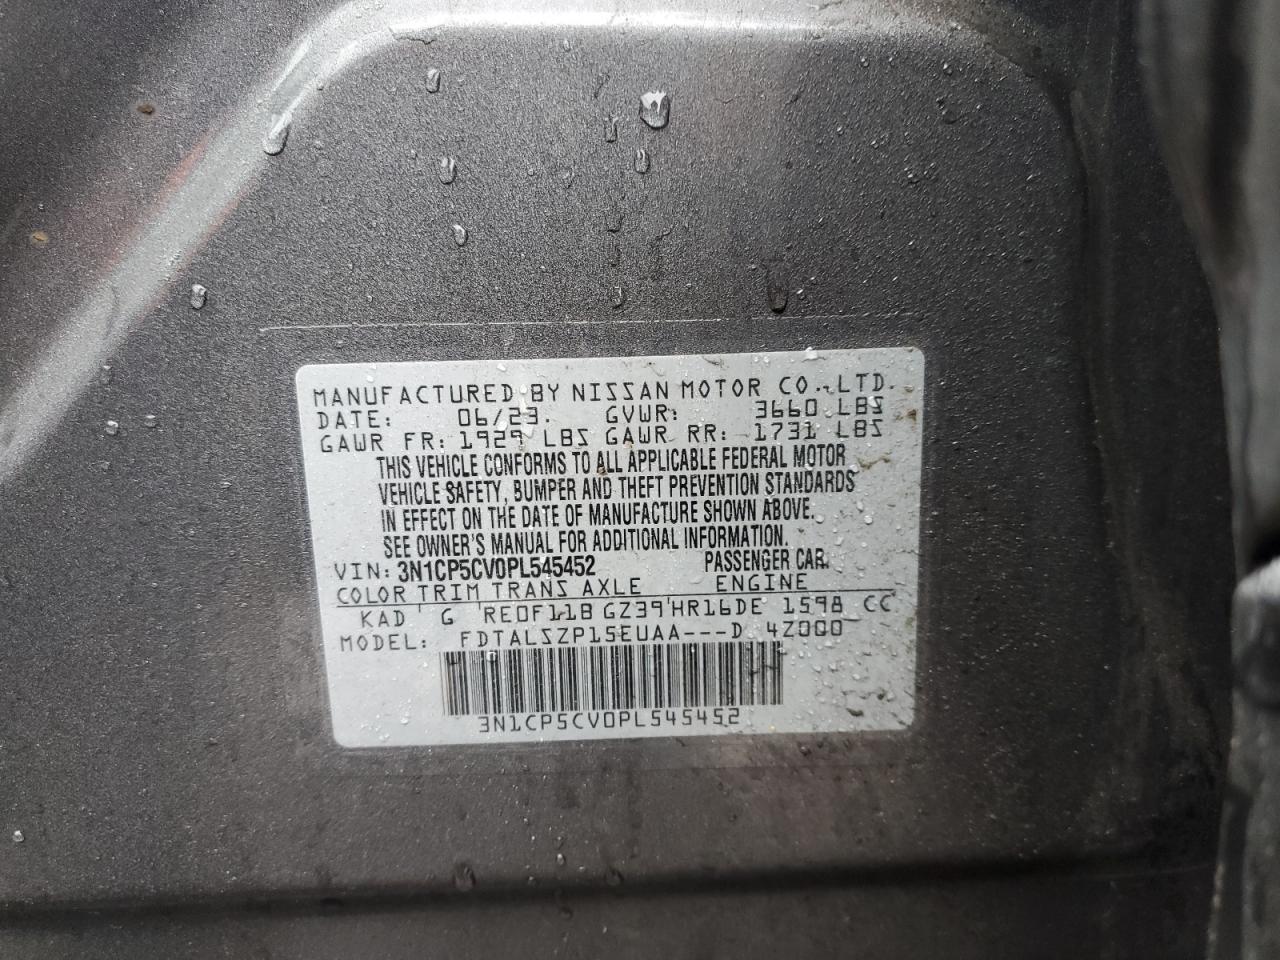 MANUFACTURED BY NISSAN MOTOR CO.,LTD.
DATE: 06/23. GVWR: 3660 LBS
GAWR FR: 1929 LBS GAWR RR: 1731 LBS
THIS VEHICLE CONFORMS TO ALL APPLICABLE FEDERAL MOTOR
VEHICLE SAFETY, BUMPER AND THEFT PREVENTION STANDARDS
IN EFFECT ON THE DATE OF MANUFACTURE SHOWN ABOVE.
SEE OWNER'S MANUAL FOR ADDITIONAL INFORMATION.
VIN: 3N1CP5CV0PL545452 PASSENGER CAR.
COLOR TRIM TRANS AXLE ENGINE
KAD G RE0F11B GZ39 HR16DE 1598 CC
MODEL: FDTALSZP15EUAA---D 4Z000
3N1CP5CV0PL545452